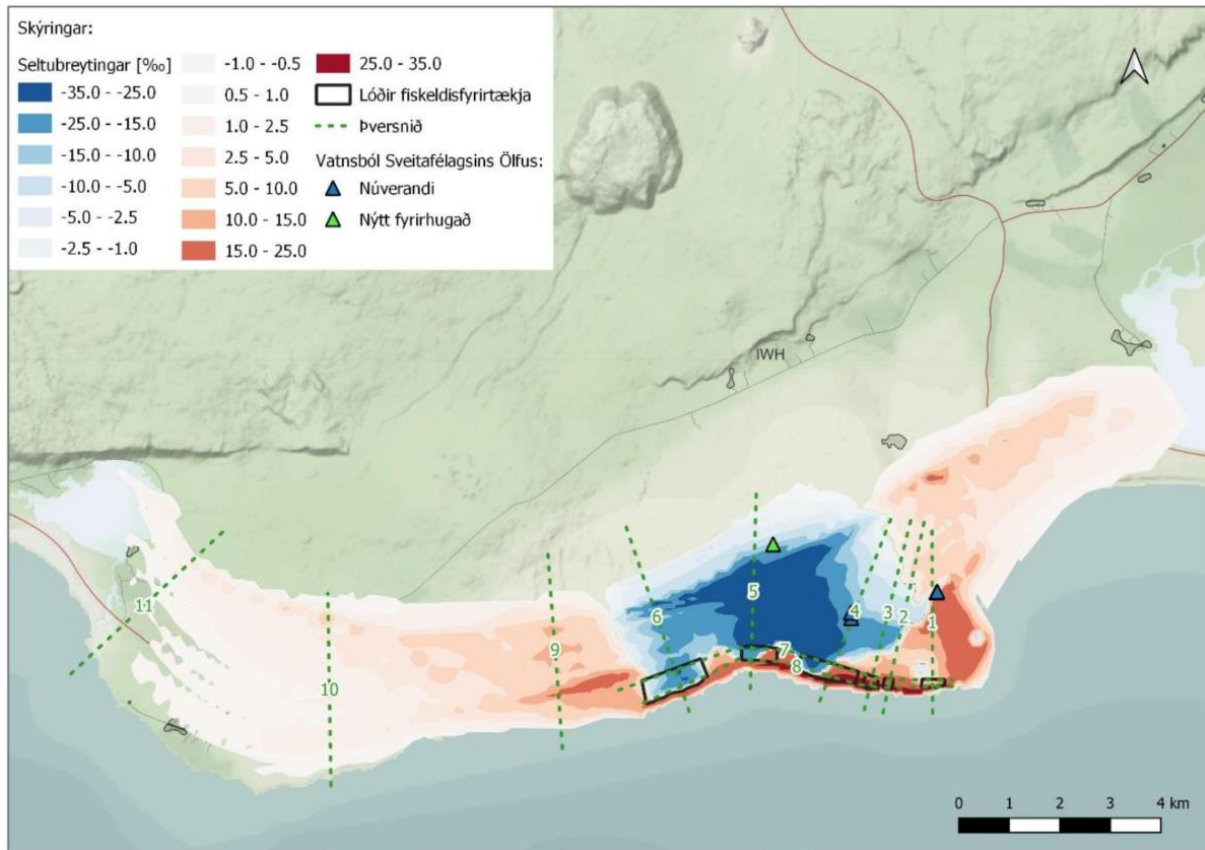 Skýringar:
Seltubreytingar [‰]
-35.0 - -25.0
-25.0 - -15.0
-15.0 - -10.0
-10.0 - -5.0
-5.0 - -2.5
-2.5 - -1.0
-1.0 - -0.5
0.5 - 1.0
1.0 - 2.5
2.5 - 5.0
5.0 - 10.0
10.0 - 15.0
15.0 - 25.0
25.0 - 35.0
Lóðir fiskeldisfyrirtækja
Þversnið
Vatnsból Sveitafélagsins Ölfus:
Núverandi
Nýtt fyrirhugað
IWH
11
10
9
6
5
7
8
4
3
2
1
0 1 2 3 4 km